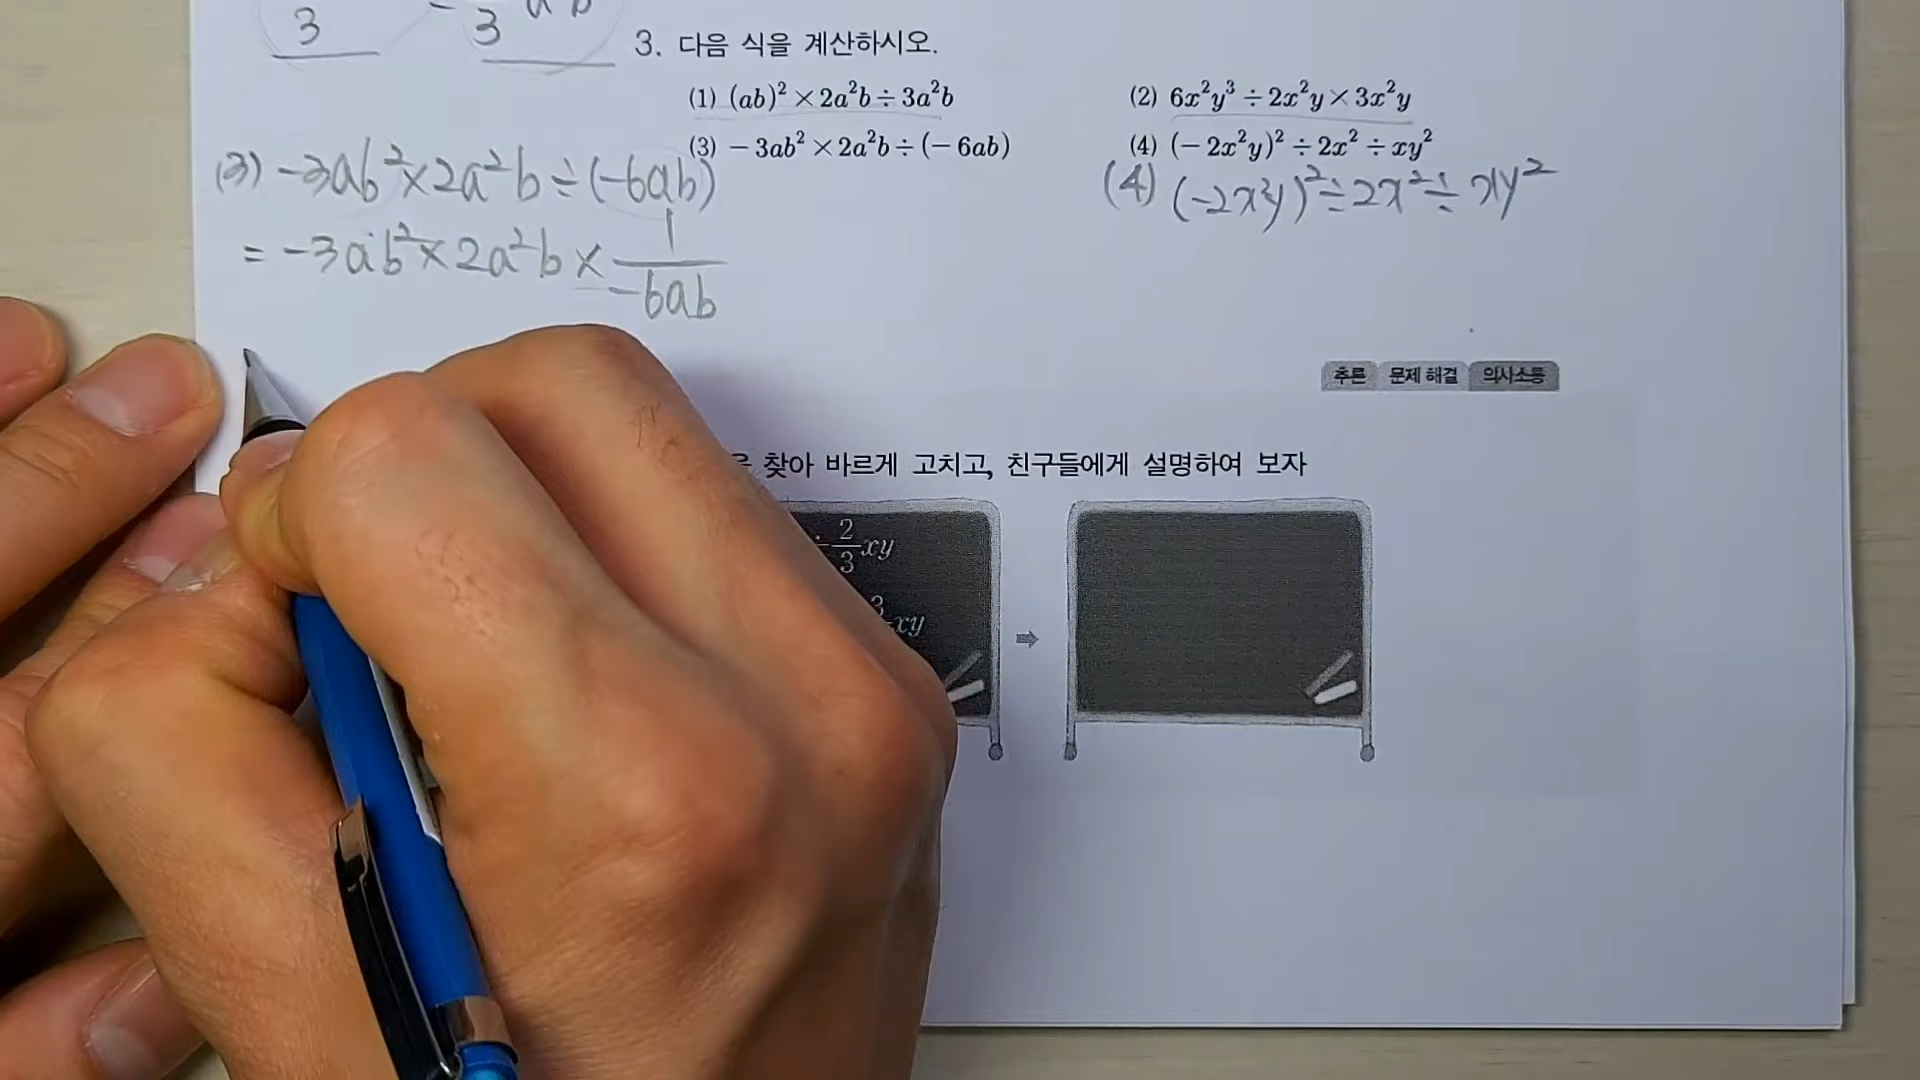 3
- 3 a b
3. 다음 식을 계산하시오.
(1) (ab)² × 2a²b ÷ 3a²b
(2) 6x²y³ ÷ 2x²y × 3x²y
(3) − 3ab² × 2a²b ÷ (− 6ab)
(4) (− 2x²y)² ÷ 2x² ÷ xy²
(3) -3ab² × 2a²b ÷ (-6ab)
= -3ab² × 2a²b × 1/-6ab
(4) (-2x²y)² ÷ 2x² ÷ xy²
추론 문제 해결 의사소통
찾아 바르게 고치고, 친구들에게 설명하여 보자
÷ 2/3 xy
3
xy